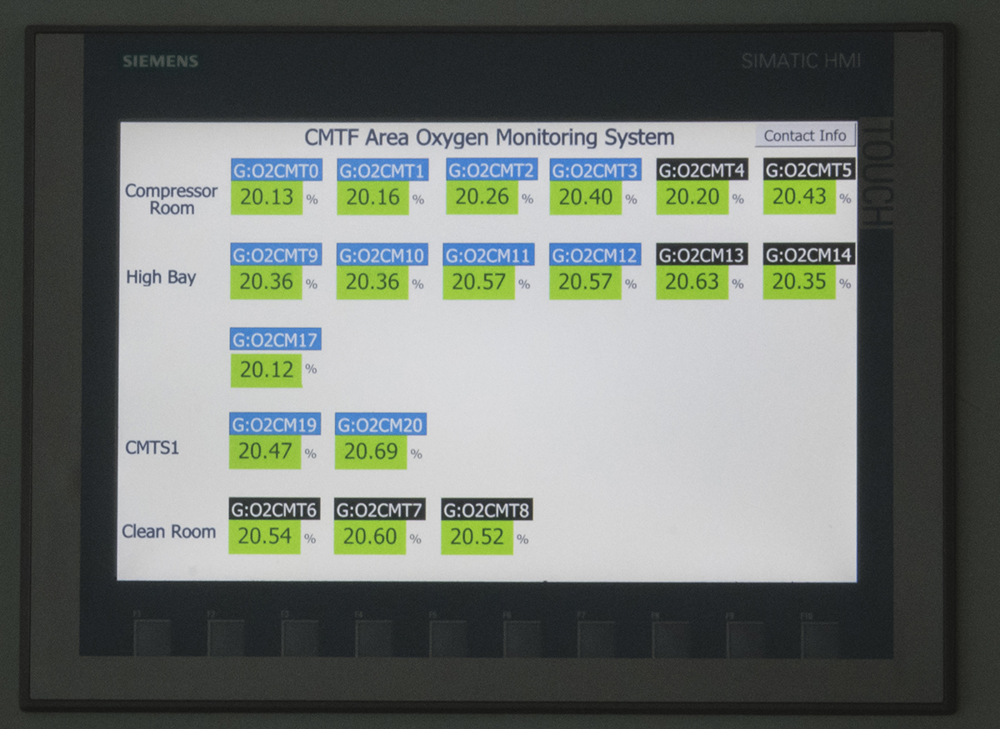 SIEMENS SIMATIC HMI
TOUCH
CMTF Area Oxygen Monitoring System Contact Info
G:O2CMT0 G:O2CMT1 G:O2CMT2 G:O2CMT3 G:O2CMT4 G:O2CMT5
Compressor Room
20.13 % 20.16 % 20.26 % 20.40 % 20.20 % 20.43 %
G:O2CMT9 G:O2CM10 G:O2CM11 G:O2CM12 G:O2CM13 G:O2CM14
High Bay
20.36 % 20.36 % 20.57 % 20.57 % 20.63 % 20.35 %
G:O2CM17
20.12 %
G:O2CM19 G:O2CM20
CMTS1
20.47 % 20.69 %
G:O2CMT6 G:O2CMT7 G:O2CMT8
Clean Room
20.54 % 20.60 % 20.52 %
F1 F2 F3 F4 F5 F6 F7 F8 F9 F10